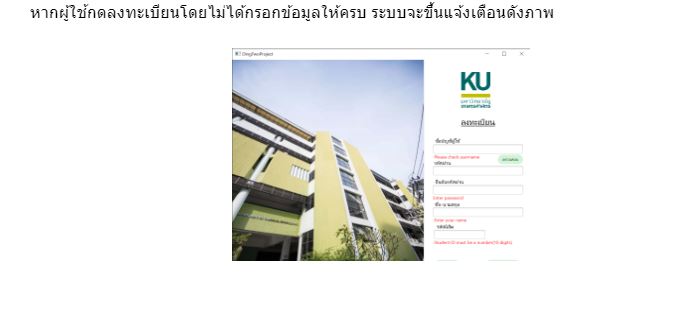 หากผู้ใช้กดลงทะเบียนโดยไม่ได้กรอกข้อมูลให้ครบ ระบบจะขึ้นแจ้งเตือนดังภาพ
KU
ลงทะเบียน
ชื่อบัญชีผู้ใช้
Please check username
รหัสผ่าน
ยืนยันรหัสผ่าน
Enter password
ชื่อ-นามสกุล
Enter your name
รหัสนิสิต
Student ID must be a number(10 digit)